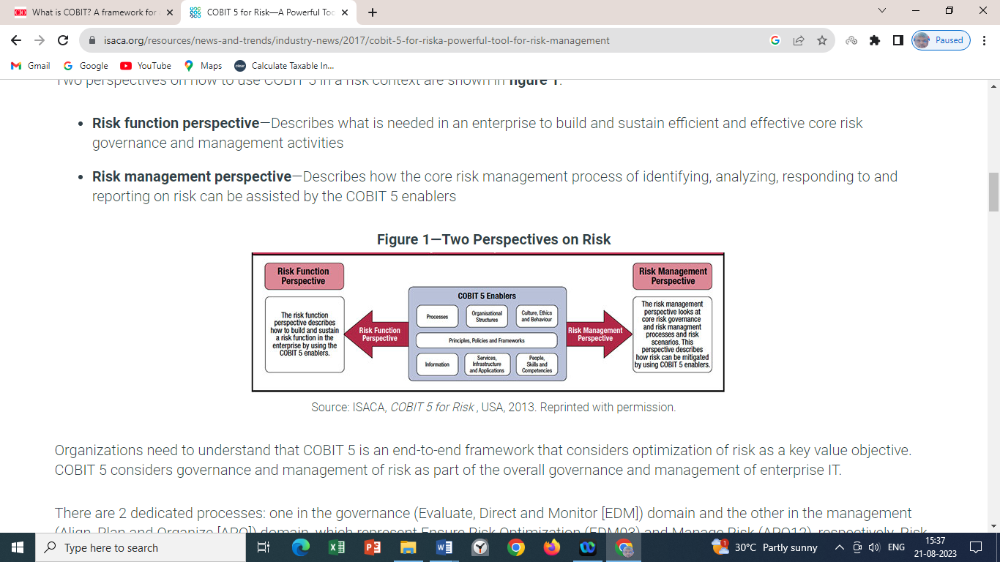 What is COBIT? A framework for
COBIT 5 for Risk—A Powerful Too
isaca.org/resources/news-and-trends/industry-news/2017/cobit-5-for-riska-powerful-tool-for-risk-management
Paused
Gmail
Google
YouTube
Maps
clear
Calculate Taxable In...
Two perspectives on how to use COBIT 5 in a risk context are shown in figure 1.
• Risk function perspective—Describes what is needed in an enterprise to build and sustain efficient and effective core risk
governance and management activities
• Risk management perspective—Describes how the core risk management process of identifying, analyzing, responding to and
reporting on risk can be assisted by the COBIT 5 enablers
Figure 1—Two Perspectives on Risk
Risk Function
Perspective
The risk function
perspective describes
how to build and sustain
a risk function in the
enterprise by using the
COBIT 5 enablers.
Risk Function
Perspective
COBIT 5 Enablers
Processes
Organisational
Structures
Culture, Ethics
and Behaviour
Principles, Policies and Frameworks
Information
Services,
Infrastructure
and Applications
People,
Skills and
Competencies
Risk Management
Perspective
Risk Management
Perspective
The risk management
perspective looks at
core risk governance
and risk managment
processes and risk
scenarios. This
perspective describes
how risk can be mitigated
by using COBIT 5 enablers.
Source: ISACA, COBIT 5 for Risk , USA, 2013. Reprinted with permission.
Organizations need to understand that COBIT 5 is an end-to-end framework that considers optimization of risk as a key value objective.
COBIT 5 considers governance and management of risk as part of the overall governance and management of enterprise IT.
There are 2 dedicated processes: one in the governance (Evaluate, Direct and Monitor [EDM]) domain and the other in the management
(Align, Plan and Organize [APO]) domain, which represent Ensure Risk Optimization (EDM03) and Manage Risk (APO12), respectively. Risk
Type here to search
1
30°C Partly sunny
ENG
15:37
21-08-2023